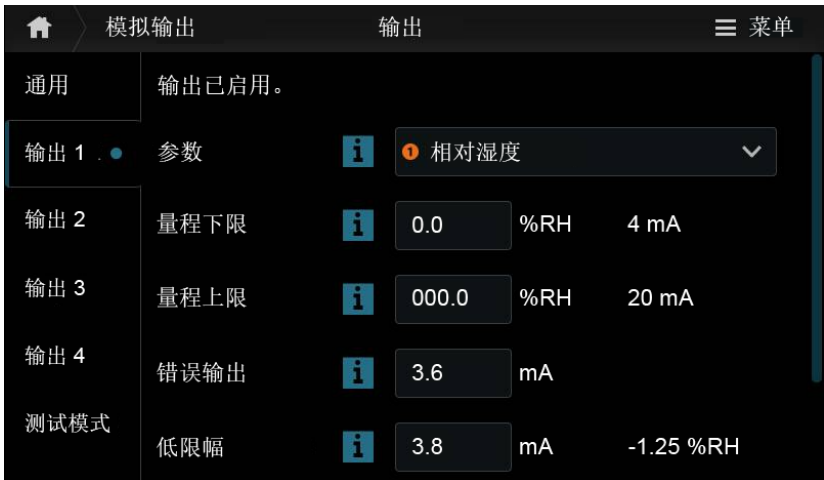 模拟输出 输出 菜单
通用 输出已启用。
输出 1 参数 1 相对湿度
输出 2 量程下限 i 0.0 %RH 4 mA
输出 3 量程上限 i 000.0 %RH 20 mA
输出 4 错误输出 i 3.6 mA
测试模式 低限幅 i 3.8 mA -1.25 %RH